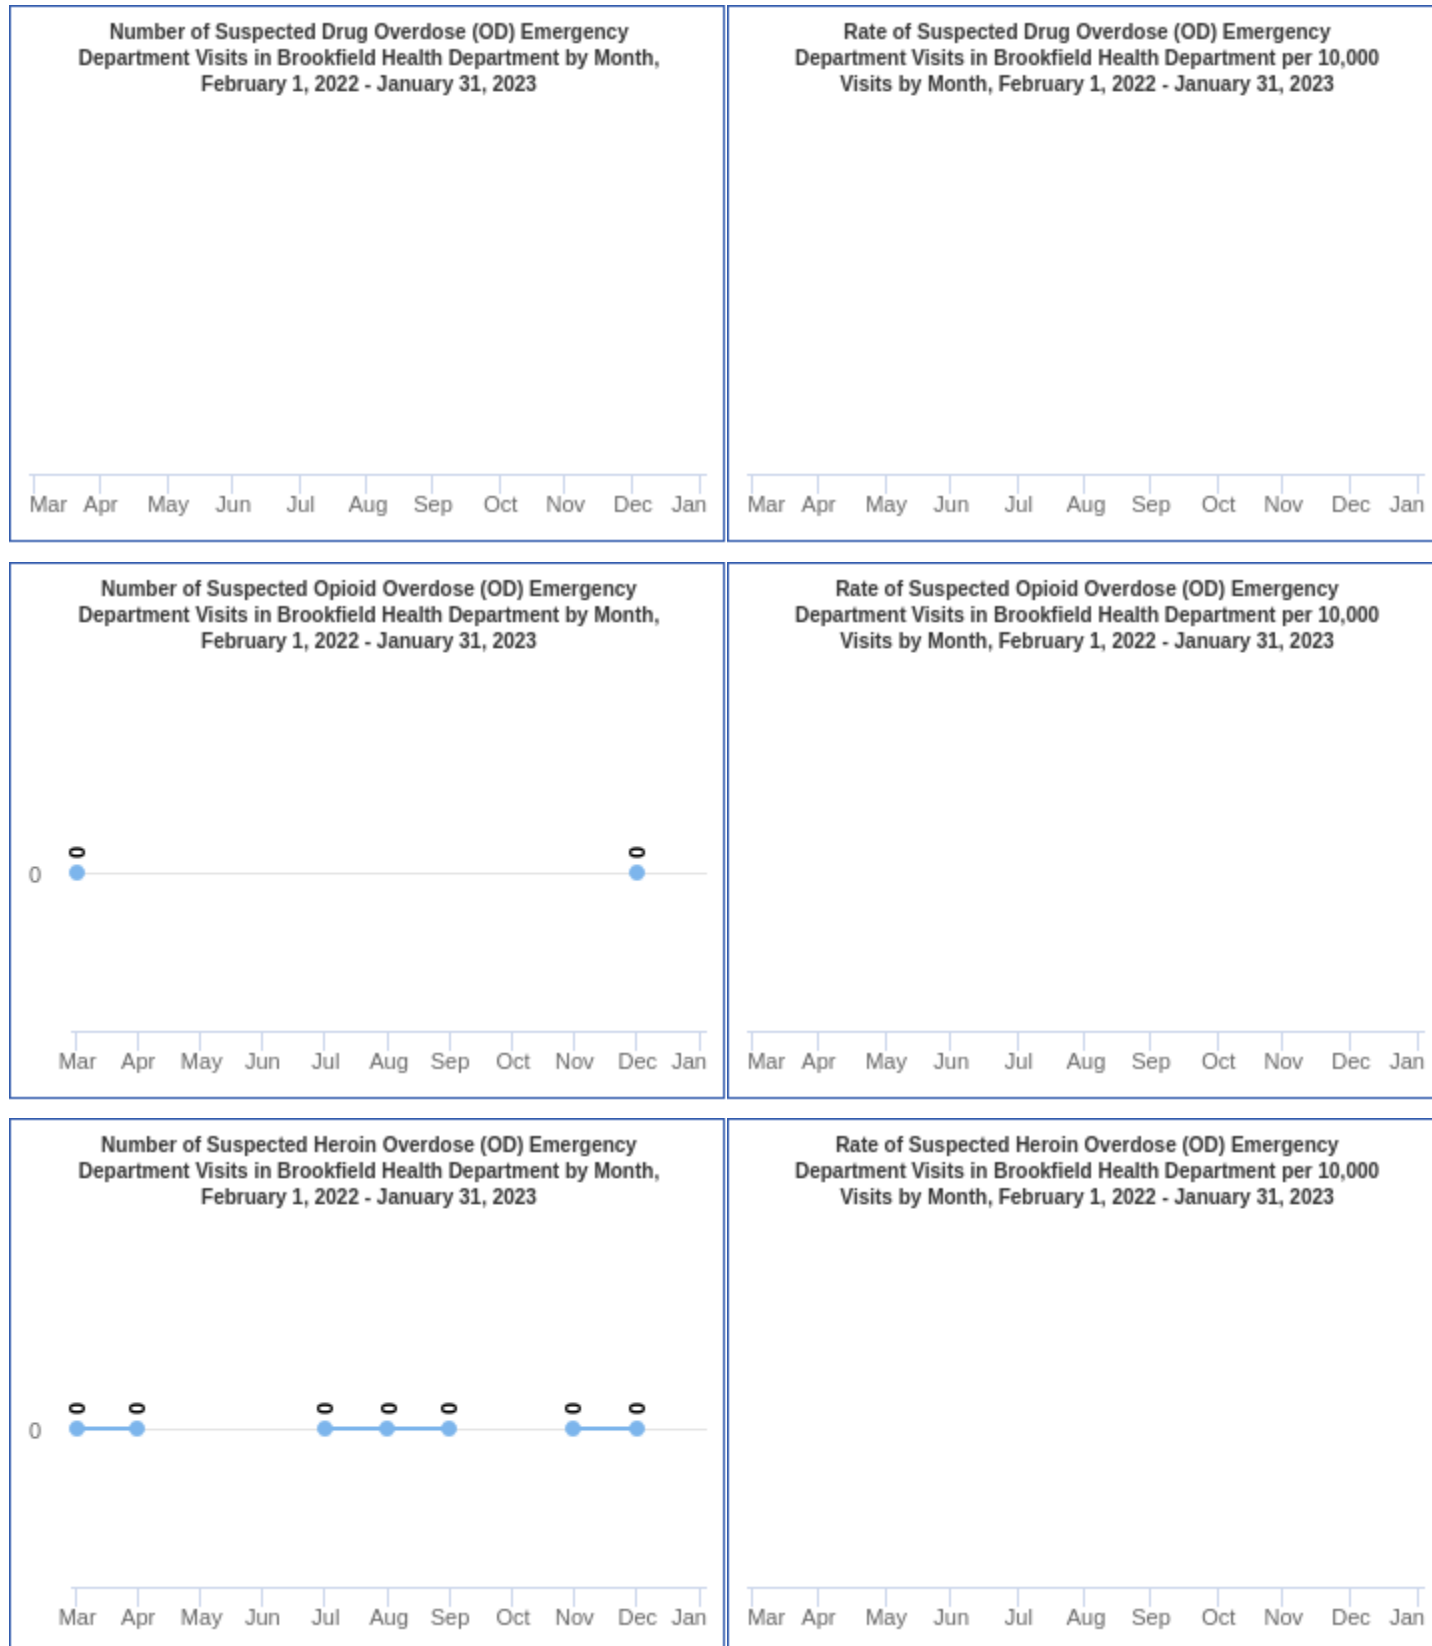 Number of Suspected Drug Overdose (OD) Emergency
Department Visits in Brookfield Health Department by Month,
February 1, 2022 - January 31, 2023
Mar Apr May Jun Jul Aug Sep Oct Nov Dec Jan
Rate of Suspected Drug Overdose (OD) Emergency
Department Visits in Brookfield Health Department per 10,000
Visits by Month, February 1, 2022 - January 31, 2023
Mar Apr May Jun Jul Aug Sep Oct Nov Dec Jan
Number of Suspected Opioid Overdose (OD) Emergency
Department Visits in Brookfield Health Department by Month,
February 1, 2022 - January 31, 2023
0 0
0
Mar Apr May Jun Jul Aug Sep Oct Nov Dec Jan
Rate of Suspected Opioid Overdose (OD) Emergency
Department Visits in Brookfield Health Department per 10,000
Visits by Month, February 1, 2022 - January 31, 2023
Mar Apr May Jun Jul Aug Sep Oct Nov Dec Jan
Number of Suspected Heroin Overdose (OD) Emergency
Department Visits in Brookfield Health Department by Month,
February 1, 2022 - January 31, 2023
0 0 0 0 0 0 0
0
Mar Apr May Jun Jul Aug Sep Oct Nov Dec Jan
Rate of Suspected Heroin Overdose (OD) Emergency
Department Visits in Brookfield Health Department per 10,000
Visits by Month, February 1, 2022 - January 31, 2023
Mar Apr May Jun Jul Aug Sep Oct Nov Dec Jan